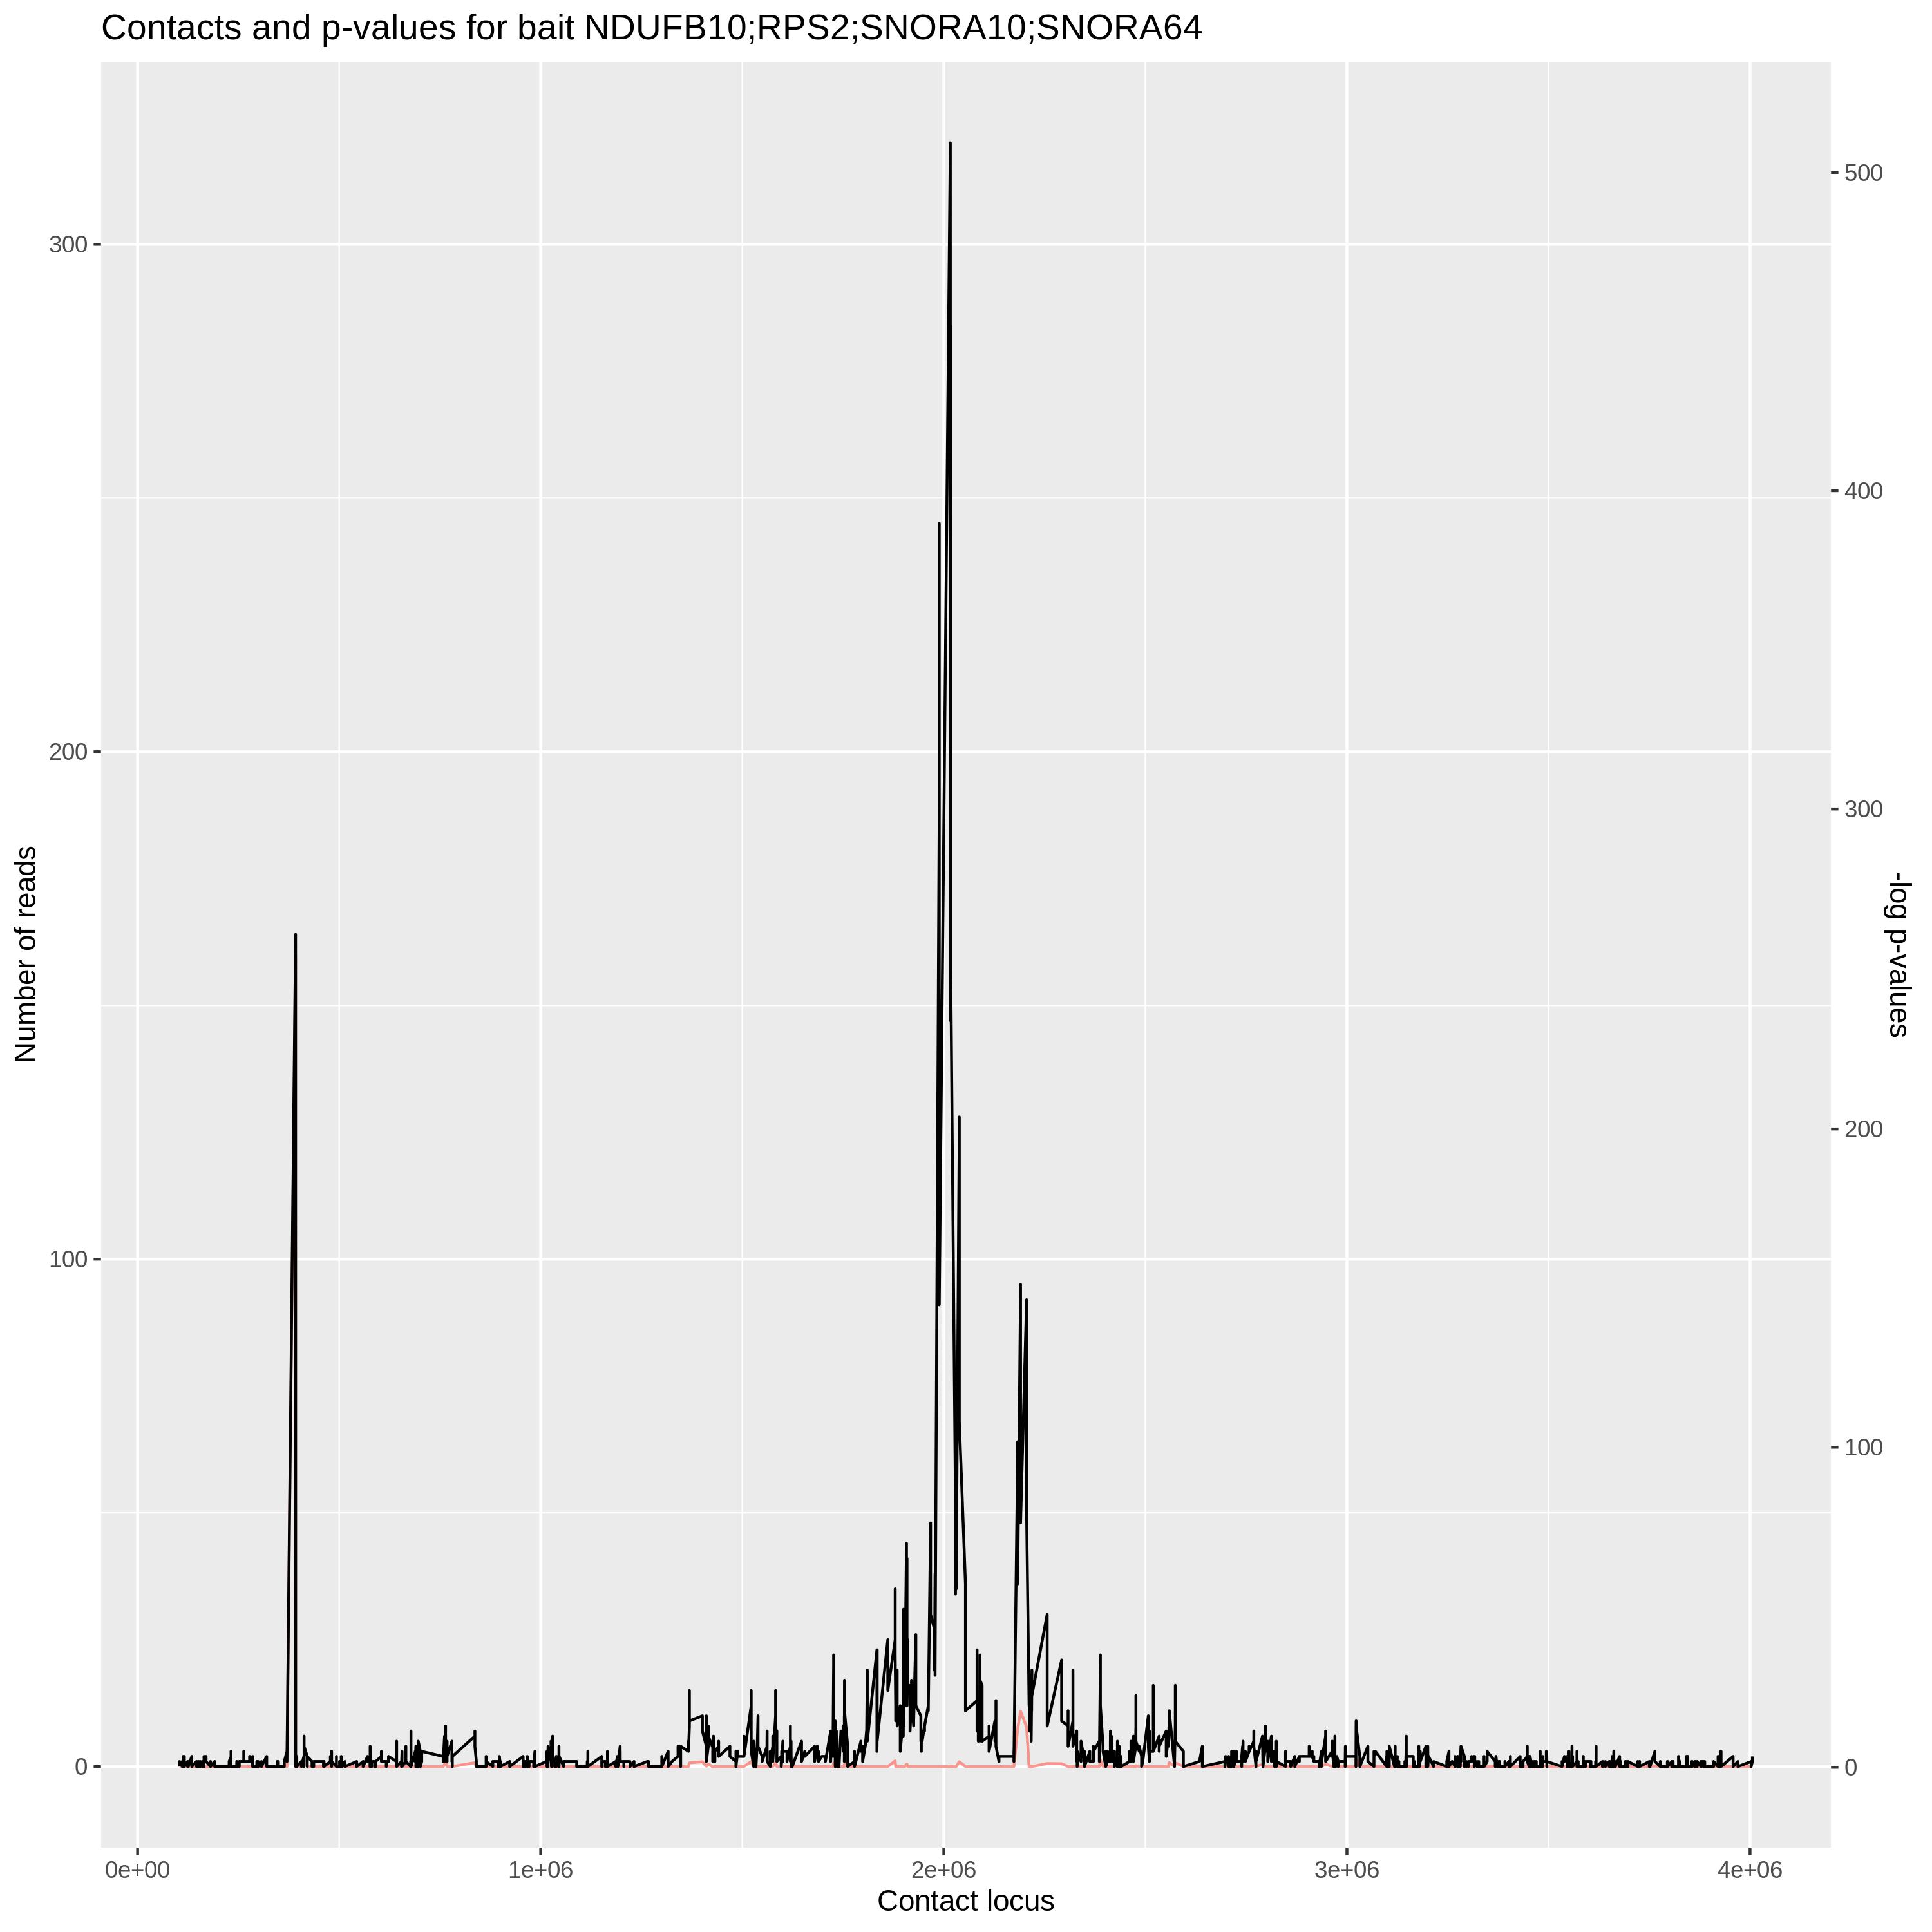 Contacts and p-values for bait NDUFB10;RPS2;SNORA10;SNORA64
300
200
100
0
Number of reads
500
400
300
200
100
0
-log p-values
0e+00 1e+06 2e+06 3e+06 4e+06
Contact locus